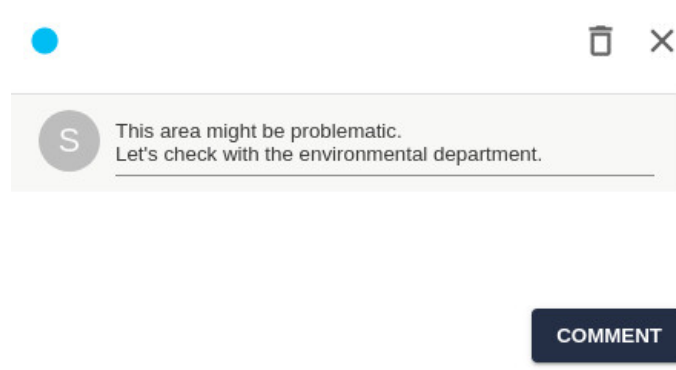 S
This area might be problematic.
Let's check with the environmental department.
COMMENT